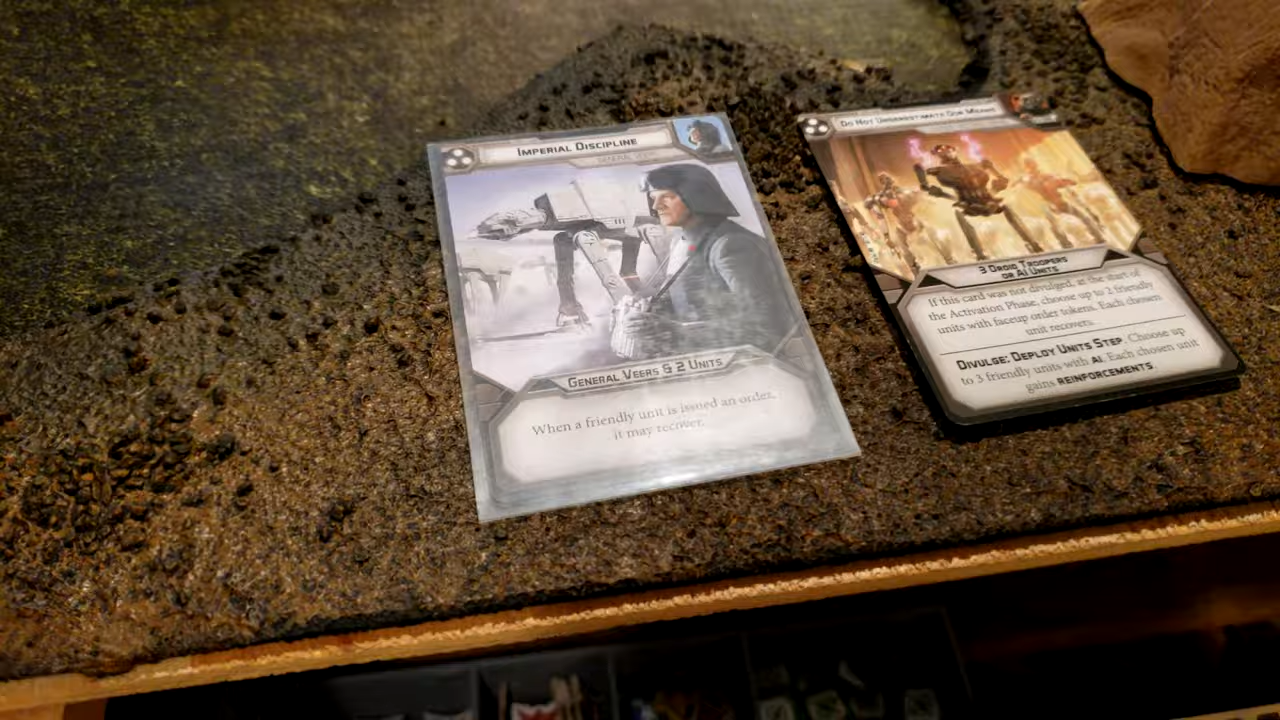 IMPERIAL DISCIPLINE
GENERAL VEERS
GENERAL VEERS & 2 UNITS
When a friendly unit is issued an order,
it may recover.
DO NOT UNDERESTIMATE OUR MEANS
3 DROID TROOPERS
OR AI UNITS
If this card was not divulged, at the start of
the Activation Phase, choose up to 2 friendly
units with faceup order tokens. Each chosen
unit recovers.
DIVULGE: DEPLOY UNITS STEP. Choose up
to 3 friendly units with AI. Each chosen unit
gains REINFORCEMENTS.